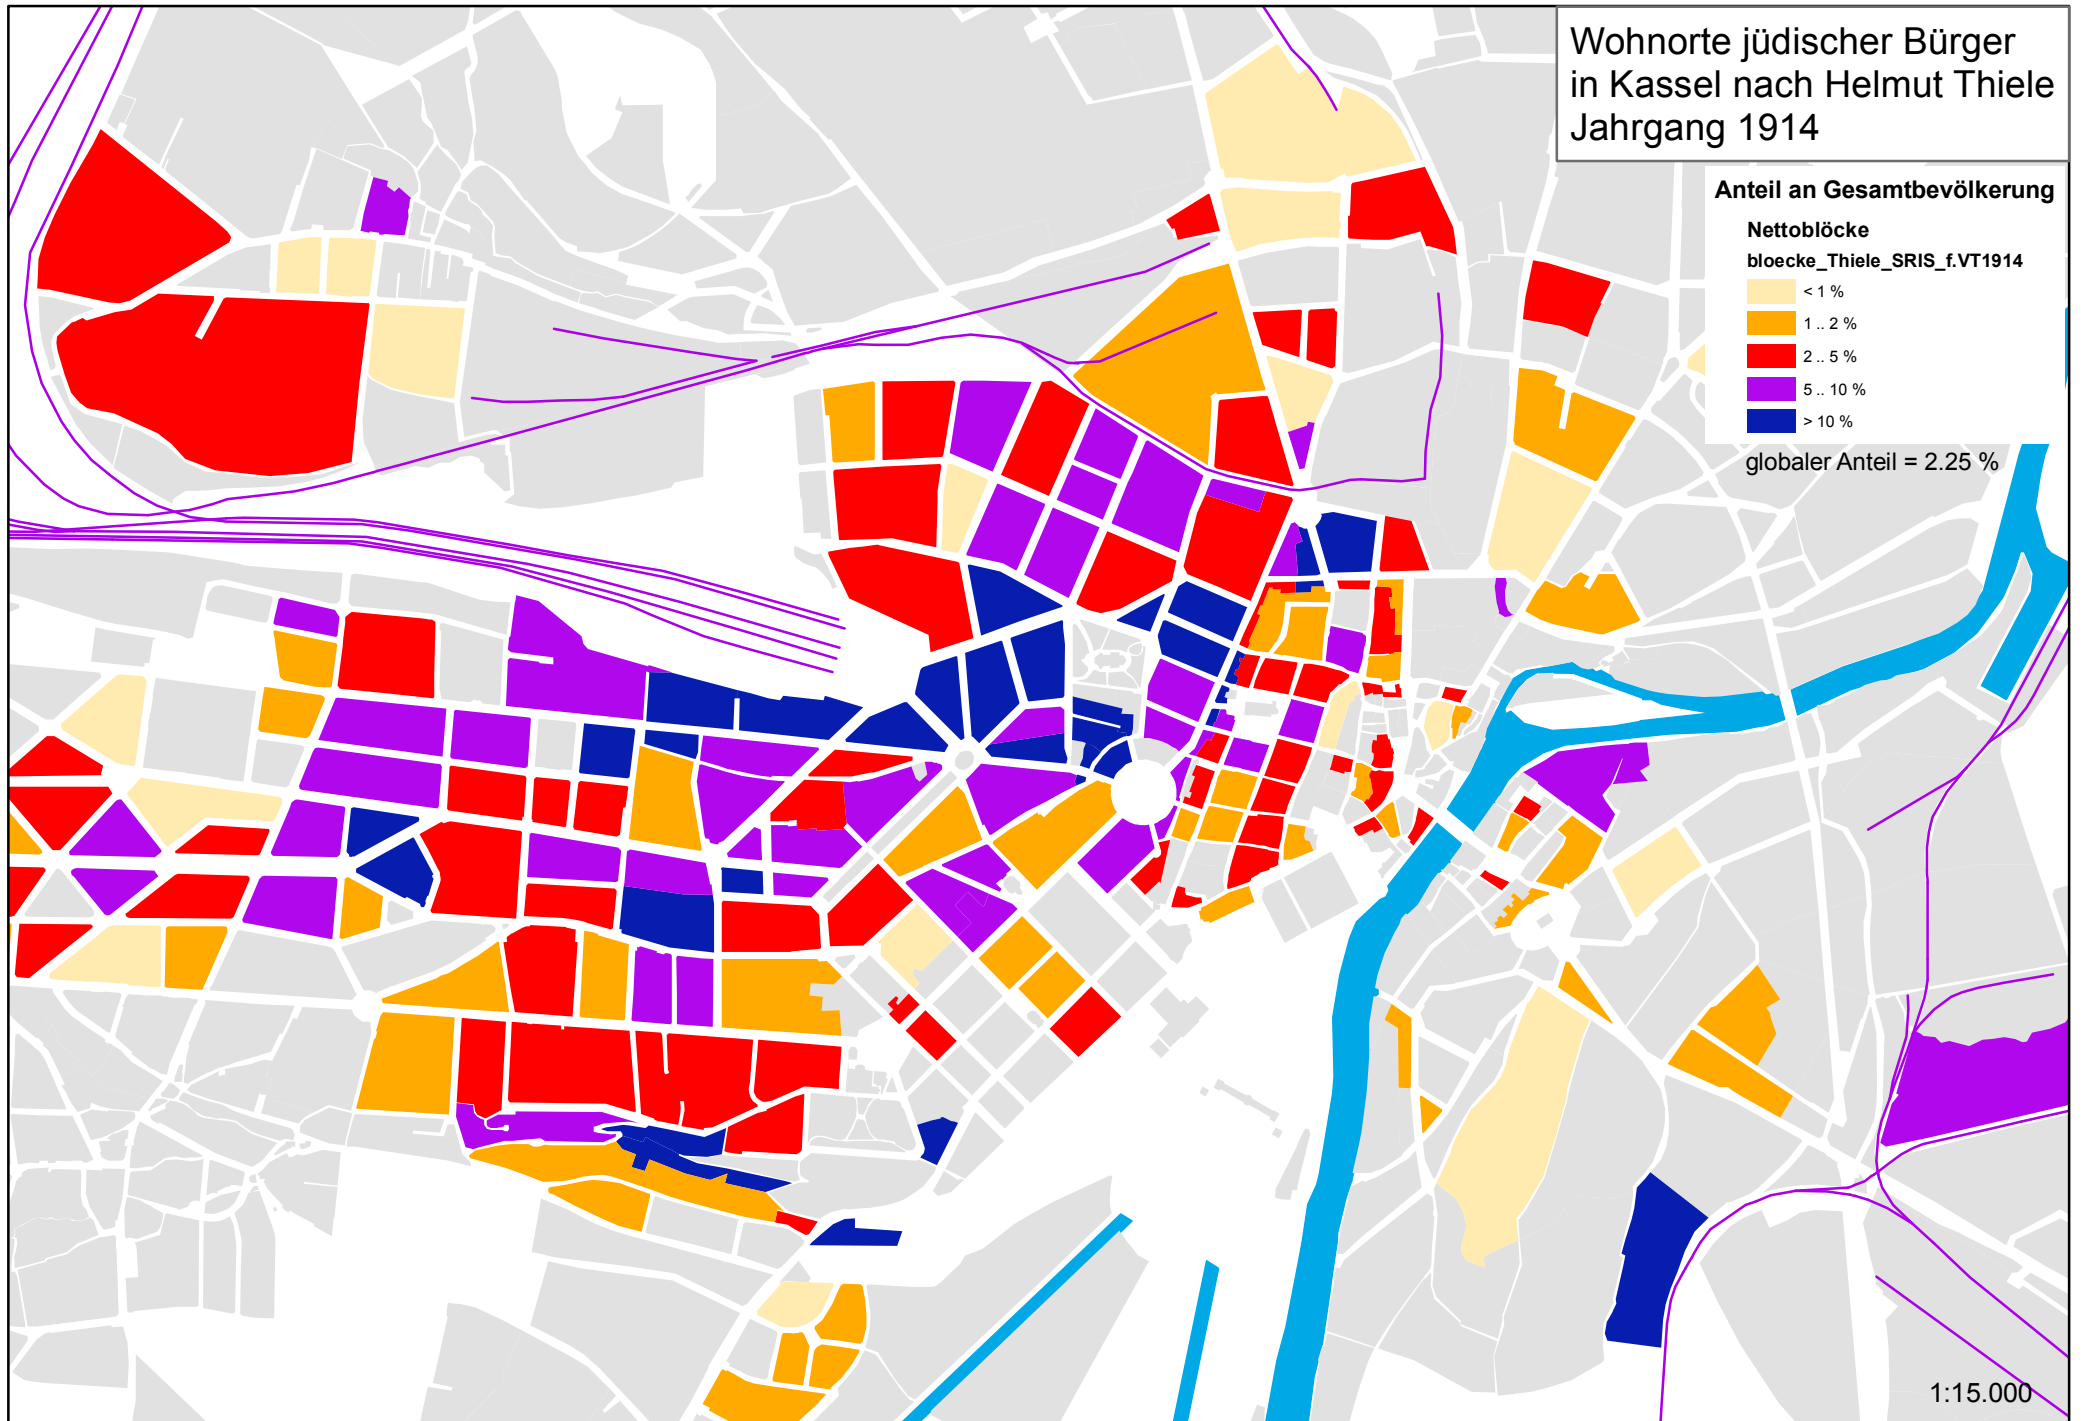 Wohnorte jüdischer Bürger
in Kassel nach Helmut Thiele
Jahrgang 1914
Anteil an Gesamtbevölkerung
Nettoblöcke
bloecke_Thiele_SRIS_f.VT1914
< 1 %
1 .. 2 %
2 .. 5 %
5 .. 10 %
> 10 %
globaler Anteil = 2.25 %
1:15.000